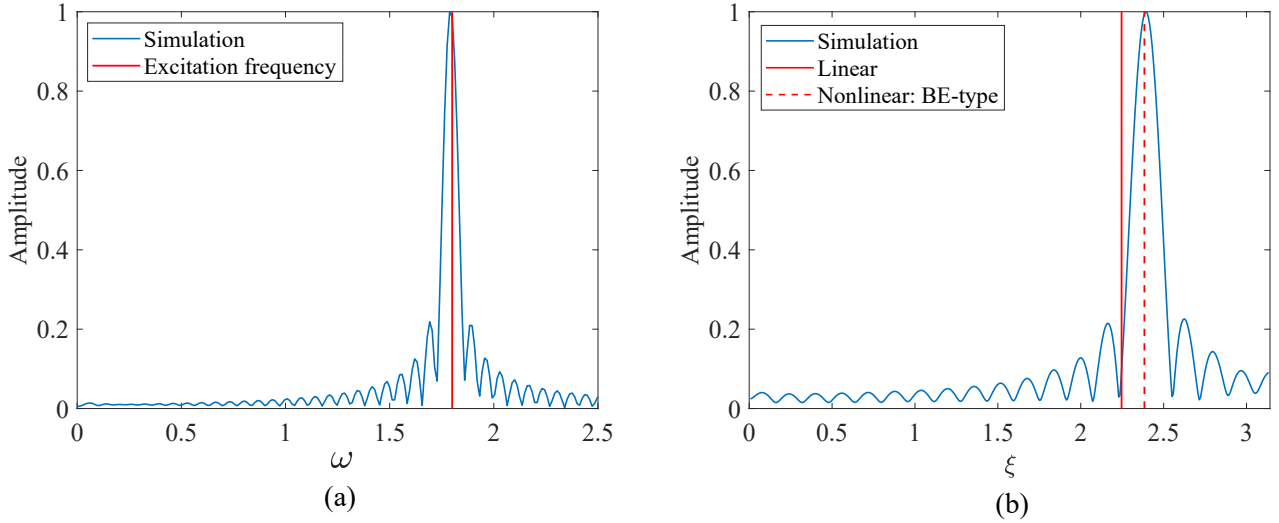 1
0.8
0.6
0.4
0.2
0
Amplitude
Simulation
Excitation frequency
0 0.5 1 1.5 2 2.5
ω
(a)
1
0.8
0.6
0.4
0.2
0
Amplitude
Simulation
Linear
Nonlinear: BE-type
0 0.5 1 1.5 2 2.5 3
ξ
(b)